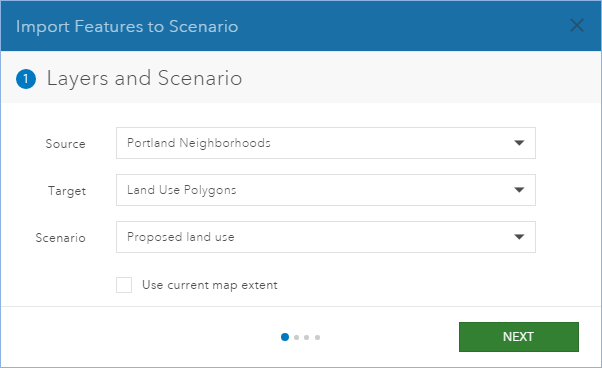 Import Features to Scenario
1 Layers and Scenario
Source Portland Neighborhoods
Target Land Use Polygons
Scenario Proposed land use
Use current map extent
NEXT